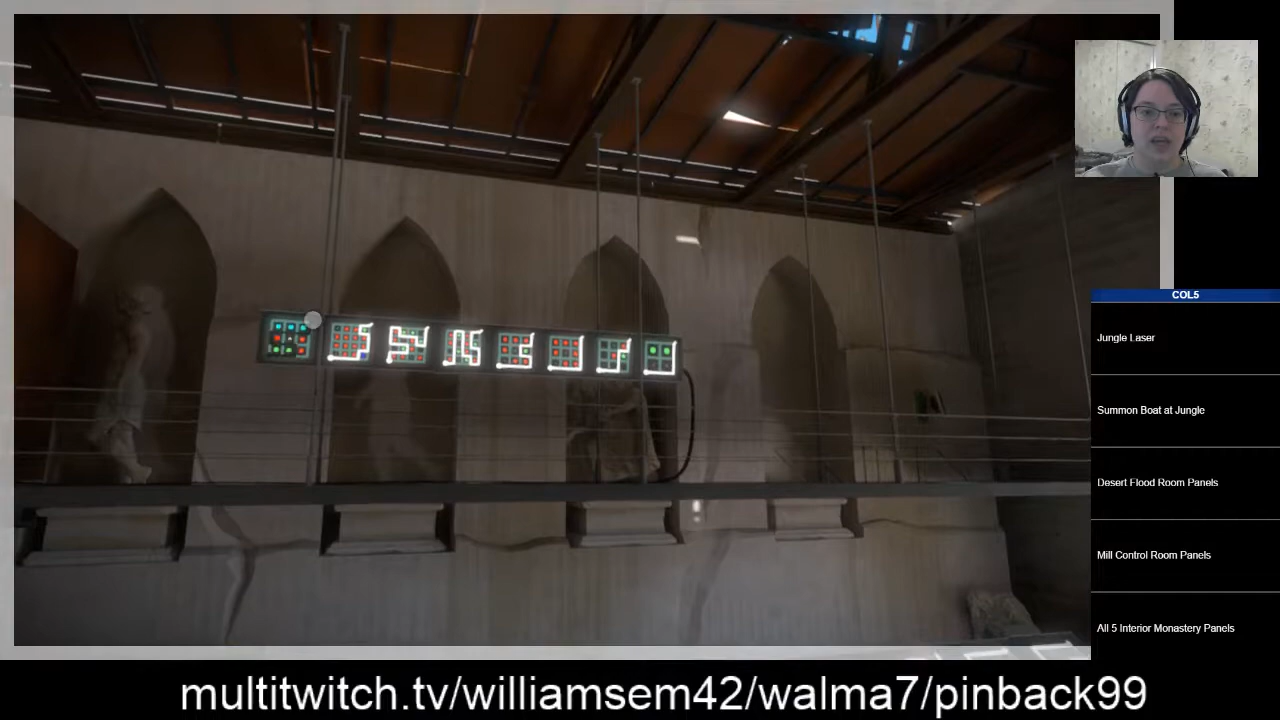 COL5
Jungle Laser
Summon Boat at Jungle
Desert Flood Room Panels
Mill Control Room Panels
All 5 Interior Monastery Panels
multitwitch.tv/williamsem42/walma7/pinback99